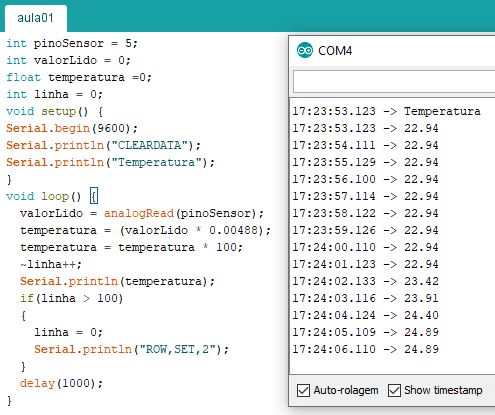 aula01
int pinoSensor = 5;
int valorLido = 0;
float temperatura =0;
int linha = 0;
void setup() {
Serial.begin(9600);
Serial.println("CLEARDATA");
Serial.println("Temperatura");
}
void loop() {
valorLido = analogRead(pinoSensor);
temperatura = (valorLido * 0.00488);
temperatura = temperatura * 100;
~linha++;
Serial.println(temperatura);
if(linha > 100)
{
linha = 0;
Serial.println("ROW,SET,2");
}
delay(1000);
}
COM4
17:23:53.123 -> Temperatura
17:23:53.123 -> 22.94
17:23:54.111 -> 22.94
17:23:55.129 -> 22.94
17:23:56.100 -> 22.94
17:23:57.114 -> 22.94
17:23:58.122 -> 22.94
17:23:59.126 -> 22.94
17:24:00.110 -> 22.94
17:24:01.123 -> 22.94
17:24:02.133 -> 23.42
17:24:03.116 -> 23.91
17:24:04.124 -> 24.40
17:24:05.109 -> 24.89
17:24:06.110 -> 24.89
Auto-rolagem Show timestamp